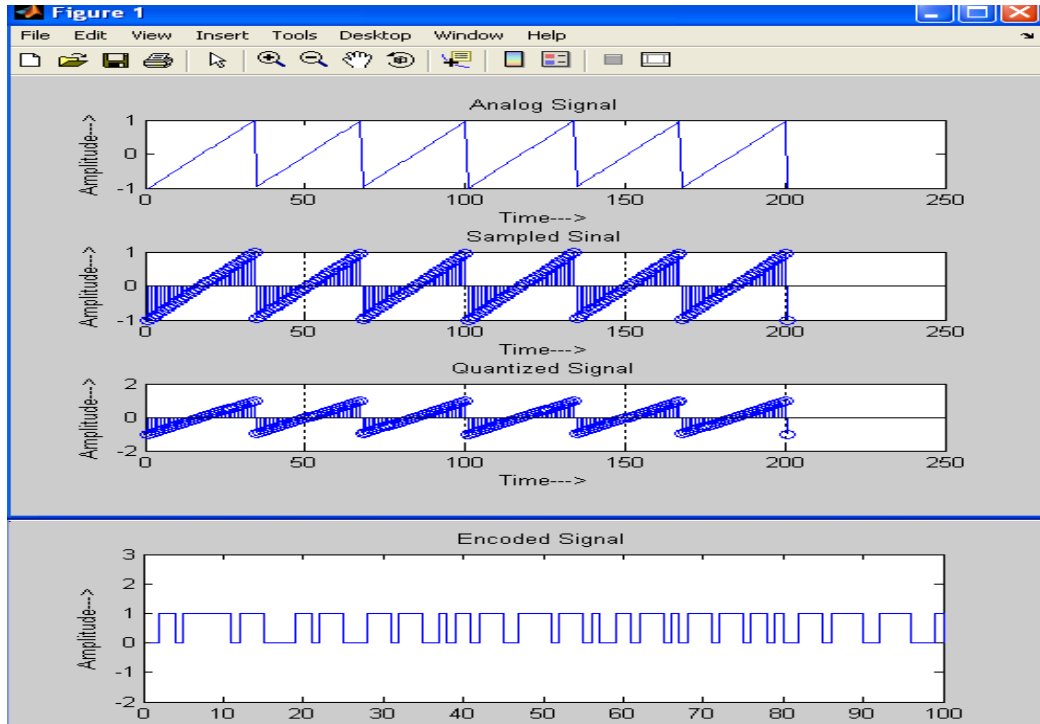 Figure 1
File Edit View Insert Tools Desktop Window Help
Analog Signal
Amplitude--->
1
0
-1
0 50 100 150 200 250
Time--->
Sampled Sinal
Amplitude--->
1
0
-1
0 50 100 150 200 250
Time--->
Quantized Signal
Amplitude--->
2
0
-2
0 50 100 150 200 250
Time--->
Encoded Signal
Amplitude--->
3
2
1
0
-1
-2
0 10 20 30 40 50 60 70 80 90 100